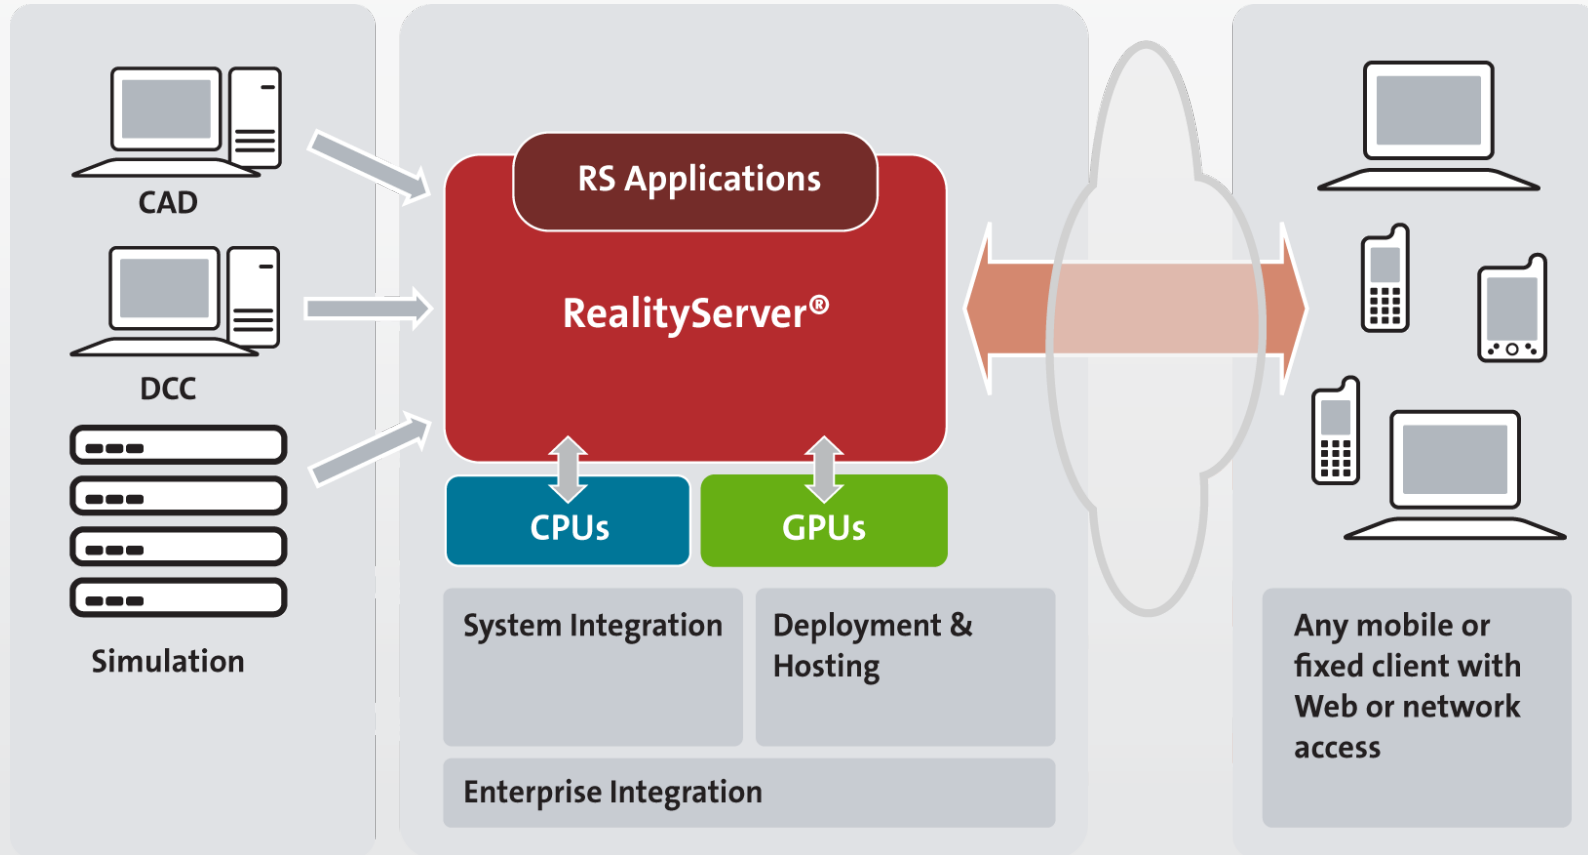 CAD
DCC
Simulation
RS Applications
RealityServer®
CPUs
GPUs
System Integration
Deployment &
Hosting
Enterprise Integration
Any mobile or
fixed client with
Web or network
access